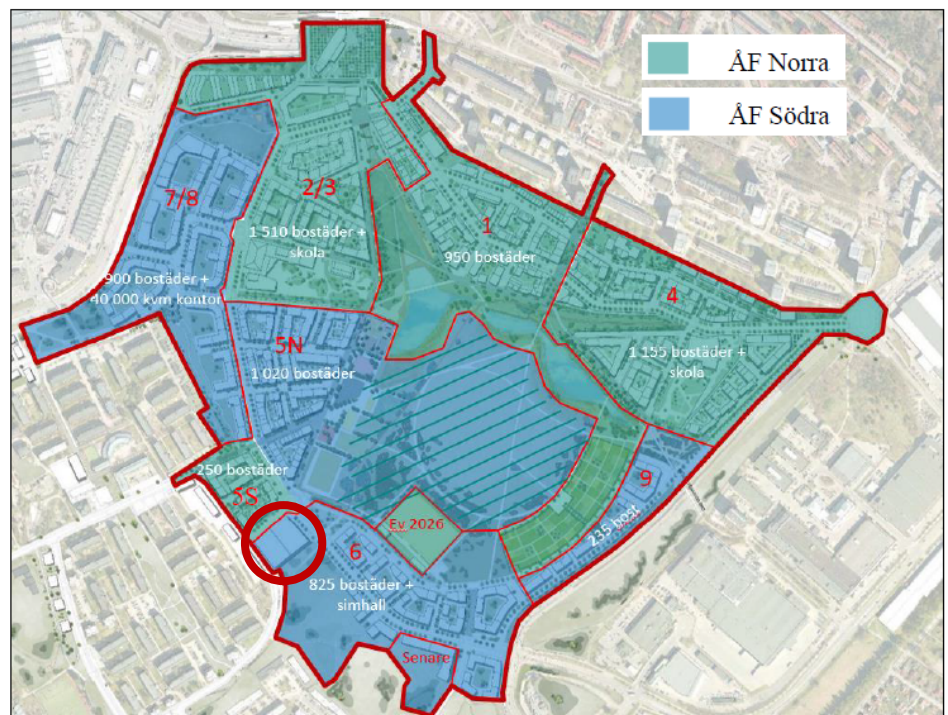 ÅF Norra
ÅF Södra
7/8
900 bostäder +
40 000 kvm kontor
2/3
1 510 bostäder +
skola
1
950 bostäder
4
1 155 bostäder +
skola
5N
1 020 bostäder
250 bostäder
5S
9
235 bost
Ev 2026
6
825 bostäder +
simhall
Senare